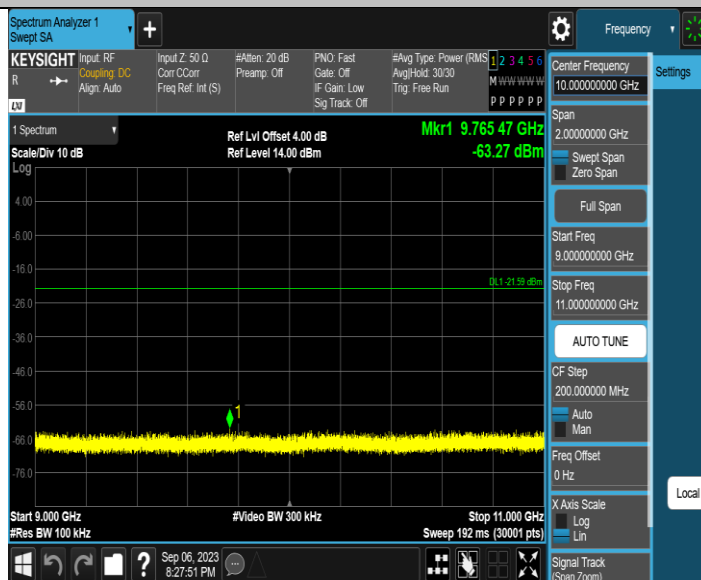 Spectrum Analyzer 1
Swept SA
+
Frequency
KEYSIGHT
R
LXI
Input: RF
Coupling: DC
Align: Auto
Input Z: 50 Ω
Corr CCorr
Freq Ref: Int (S)
#Atten: 20 dB
Preamp: Off
PNO: Fast
Gate: Off
IF Gain: Low
Sig Track: Off
#Avg Type: Power (RMS
Avg|Hold: 30/30
Trig: Free Run
1 2 3 4 5 6
M W W W W W
P P P P P P
1 Spectrum
Scale/Div 10 dB
Log
Ref Lvl Offset 4.00 dB
Ref Level 14.00 dBm
Mkr1 9.765 47 GHz
-63.27 dBm
4.00
-6.00
-16.0
DL1 -21.59 dBm
-26.0
-36.0
-46.0
-56.0
1
-66.0
-76.0
Start 9.000 GHz
#Res BW 100 kHz
#Video BW 300 kHz
Stop 11.000 GHz
Sweep 192 ms (30001 pts)
?
Sep 06, 2023
8:27:51 PM
Center Frequency
10.000000000 GHz
Span
2.00000000 GHz
Swept Span
Zero Span
Full Span
Start Freq
9.000000000 GHz
Stop Freq
11.000000000 GHz
AUTO TUNE
CF Step
200.000000 MHz
Auto
Man
Freq Offset
0 Hz
X Axis Scale
Log
Lin
Signal Track
(Span Zoom)
Settings
Local